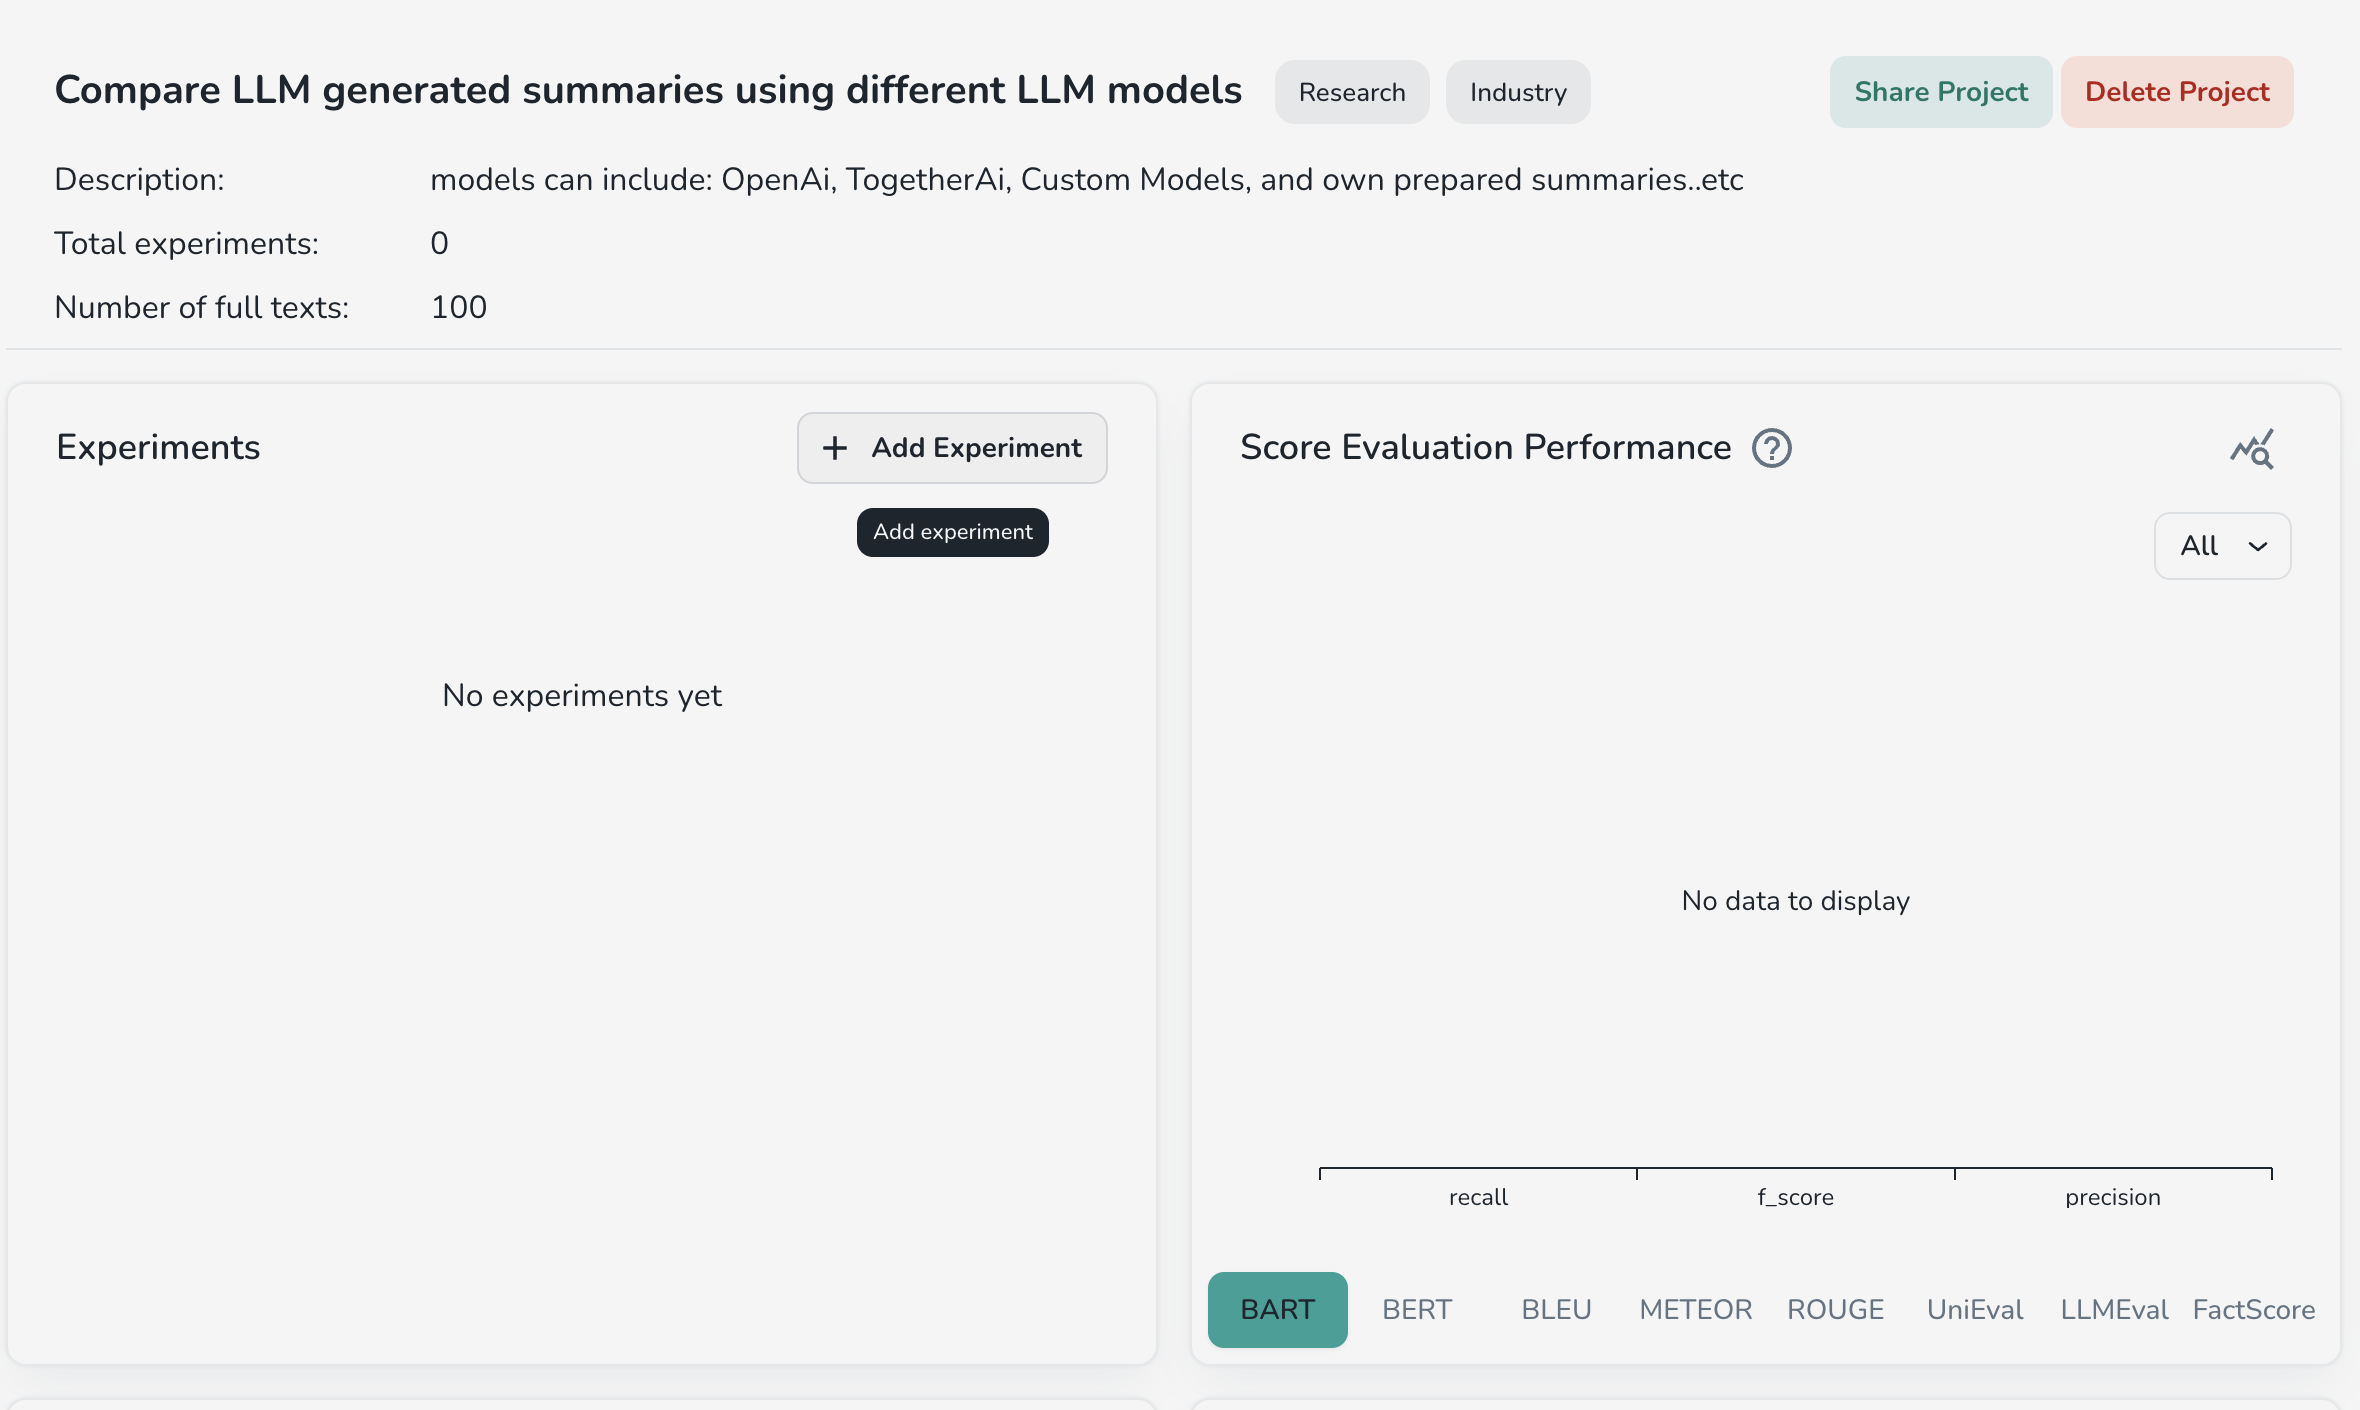 Compare LLM generated summaries using different LLM models
Research
Industry
Share Project
Delete Project
Description: models can include: OpenAi, TogetherAi, Custom Models, and own prepared summaries..etc
Total experiments: 0
Number of full texts: 100
Experiments
Add Experiment
Add experiment
No experiments yet
Score Evaluation Performance
All
No data to display
recall f_score precision
BART BERT BLEU METEOR ROUGE UniEval LLMEval FactScore